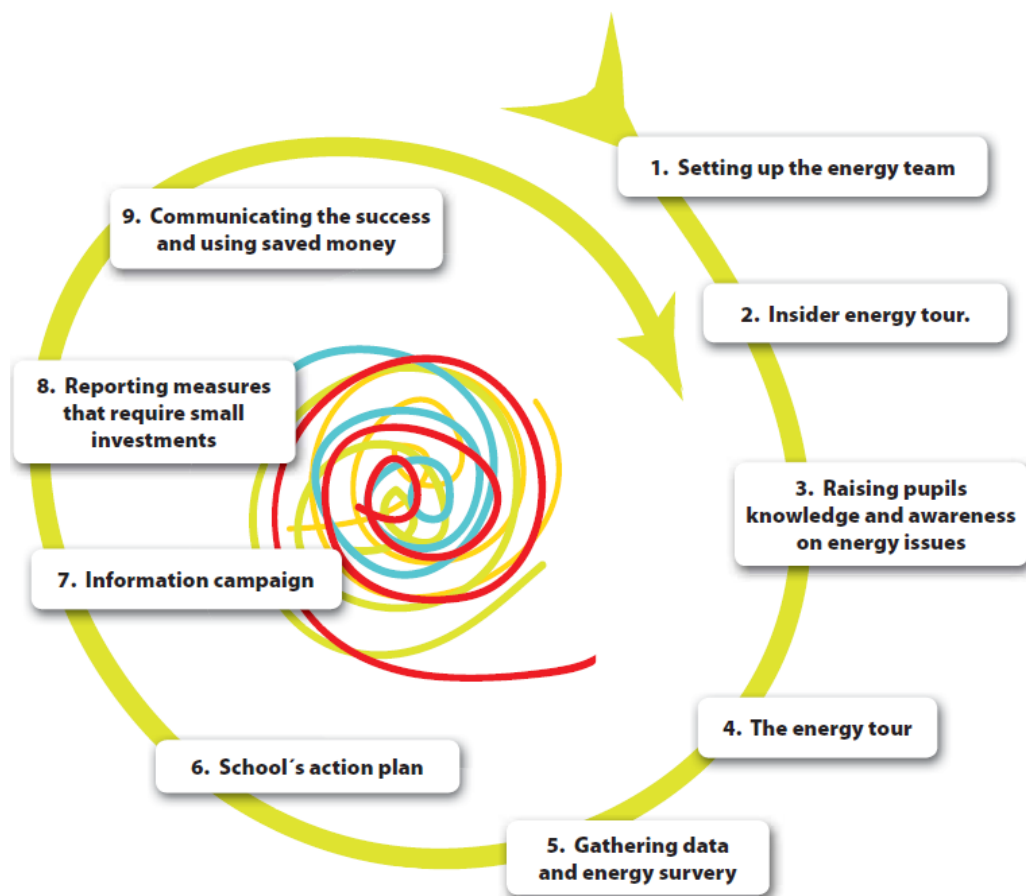 1. Setting up the energy team
2. Insider energy tour.
3. Raising pupils
knowledge and awareness
on energy issues
4. The energy tour
5. Gathering data
and energy survery
6. School´s action plan
7. Information campaign
8. Reporting measures
that require small
investments
9. Communicating the success
and using saved money